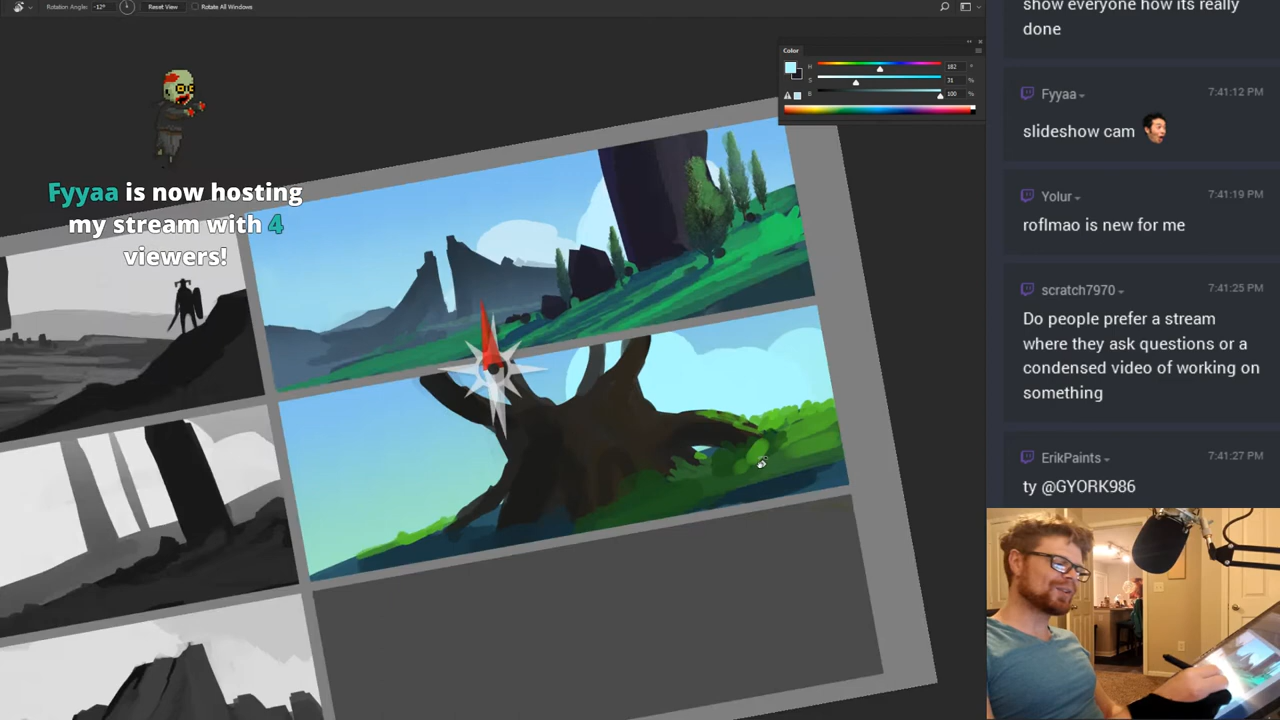 Rotation Angle: -12° Reset View Rotate All Windows
Color
H 182 °
S 31 %
B 100 %
Fyyaa is now hosting
my stream with 4
viewers!
show everyone how its really
done
Fyyaa 7:41:12 PM
slideshow cam
Yolur 7:41:19 PM
roflmao is new for me
scratch7970 7:41:25 PM
Do people prefer a stream
where they ask questions or a
condensed video of working on
something
ErikPaints 7:41:27 PM
ty @GYORK986